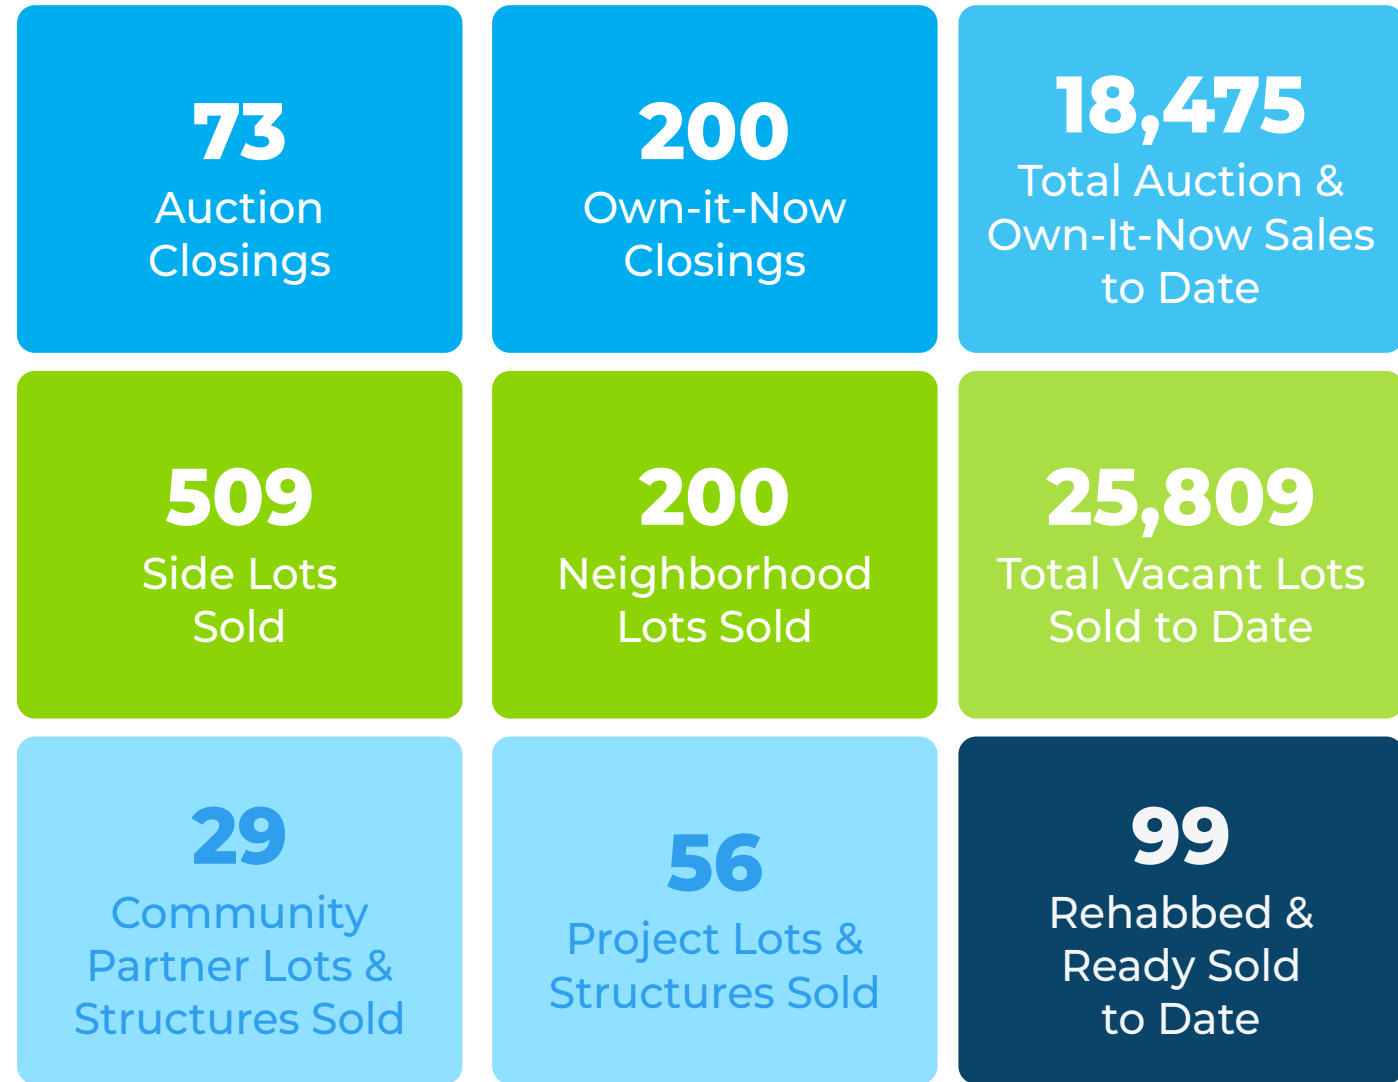 73
Auction
Closings
200
Own-it-Now
Closings
18,475
Total Auction &
Own-It-Now Sales
to Date
509
Side Lots
Sold
200
Neighborhood
Lots Sold
25,809
Total Vacant Lots
Sold to Date
29
Community
Partner Lots &
Structures Sold
56
Project Lots &
Structures Sold
99
Rehabbed &
Ready Sold
to Date